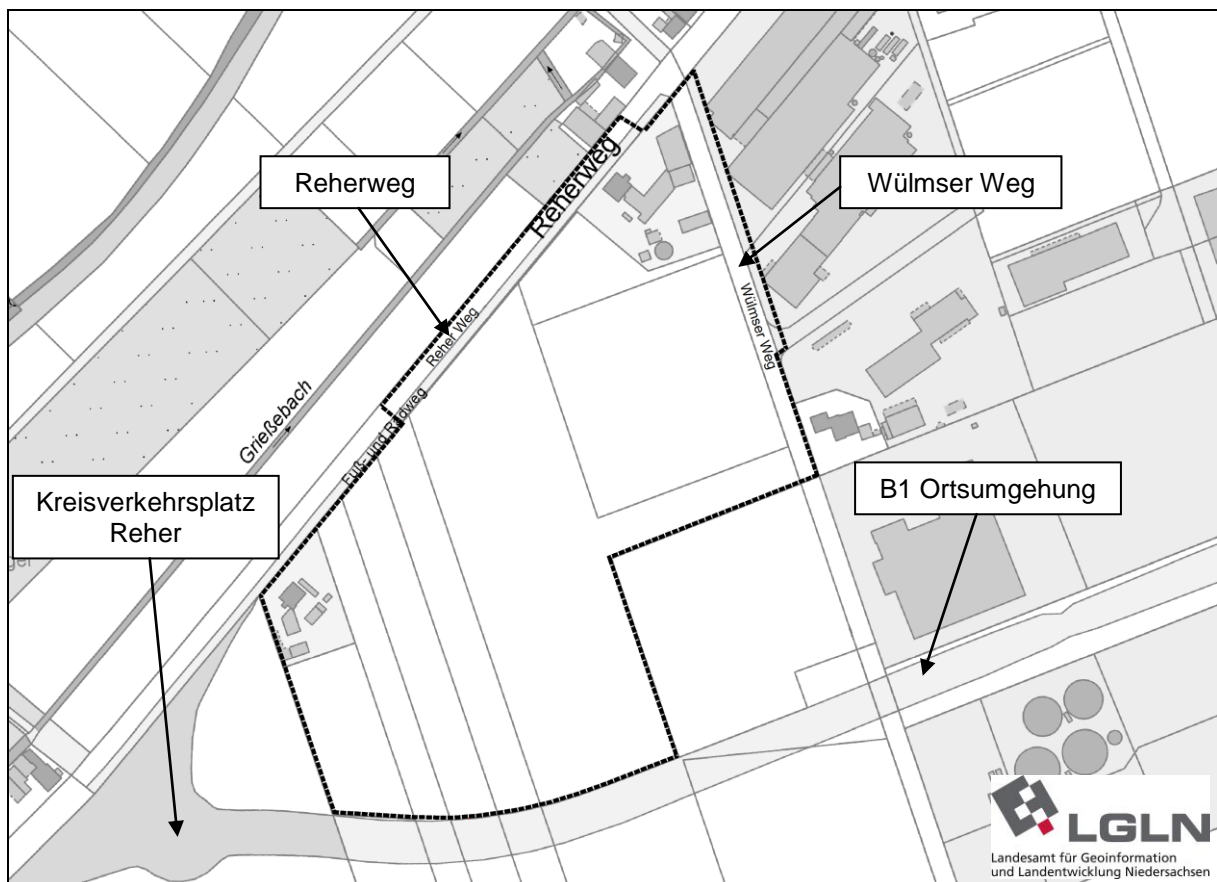 Reherweg
Wülmser Weg
Reherweg
Reher Weg
Wülmser Weg
Grießebach
Fuß- und Radweg
Kreisverkehrsplatz
Reher
B1 Ortsumgehung
LGLN
Landesamt für Geoinformation
und Landentwicklung Niedersachsen